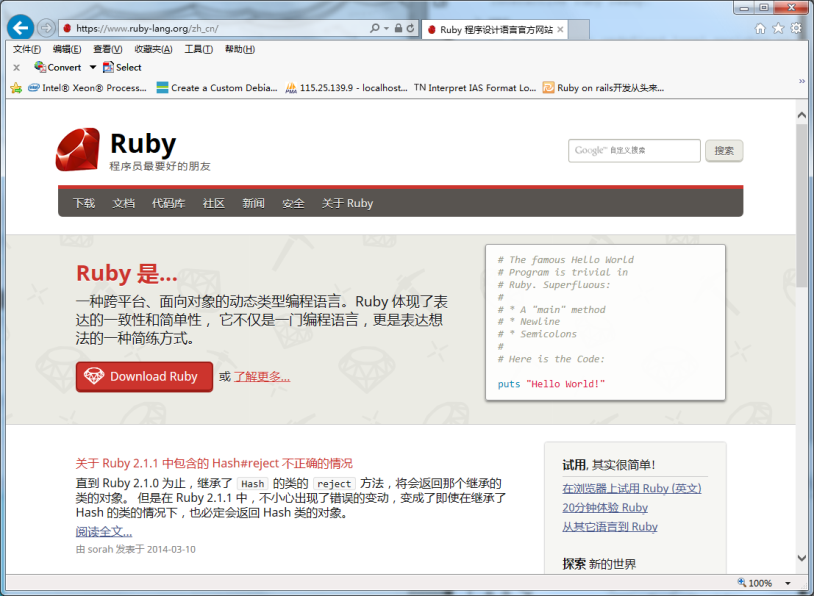 https://www.ruby-lang.org/zh_cn/
Ruby 程序设计语言官方网站
文件(F) 编辑(E) 查看(V) 收藏夹(A) 工具(T) 帮助(H)
Convert Select
Intel® Xeon® Process... Create a Custom Debia... 115.25.139.9 - localhost... TN Interpret IAS Format Lo... Ruby on rails开发从头来...
Ruby
程序员最要好的朋友
Google™ 自定义搜索 搜索
下载 文档 代码库 社区 新闻 安全 关于 Ruby
Ruby 是...
一种跨平台、面向对象的动态类型编程语言。Ruby 体现了表
达的一致性和简单性， 它不仅是一门编程语言，更是表达想
法的一种简练方式。
Download Ruby 或 了解更多...
# The famous Hello World
# Program is trivial in
# Ruby. Superfluous:
#
# * A "main" method
# * Newline
# * Semicolons
#
# Here is the Code:
puts "Hello World!"
关于 Ruby 2.1.1 中包含的 Hash#reject 不正确的情况
直到 Ruby 2.1.0 为止，继承了 Hash 的类的 reject 方法，将会返回那个继承的
类的对象。 但是在 Ruby 2.1.1 中，不小心出现了错误的变动，变成了即使在继承了
Hash 的类的情况下，也必定会返回 Hash 类的对象。
阅读全文...
由 sorah 发表于 2014-03-10
试用, 其实很简单!
在浏览器上试用 Ruby (英文)
20分钟体验 Ruby
从其它语言到 Ruby
探索 新的世界
100%